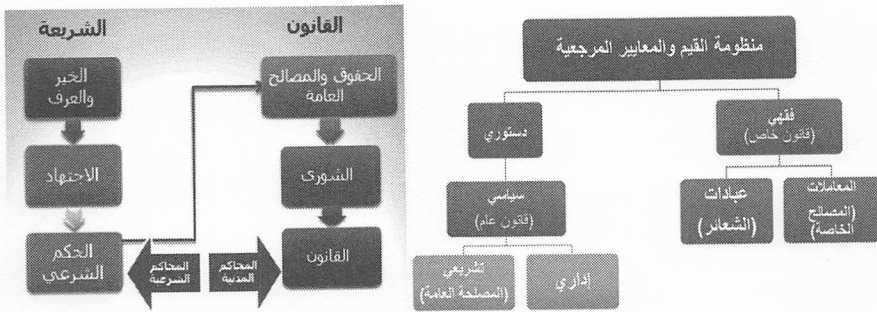 القانون
الشريعة
الحقوق والمصالح
العامة
الخبر
والعرف
الشورى
الاجتهاد
القانون
المحاكم
المدنية
المحاكم
الشرعية
الحكم
الشرعي
منظومة القيم والمعايير المرجعية
فقهي
(قانون خاص)
دستوري
المعاملات
(المصالح
الخاصة)
عبادات
(الشعائر)
سياسي
(قانون عام)
إداري
تشريعي
(المصلحة العامة)